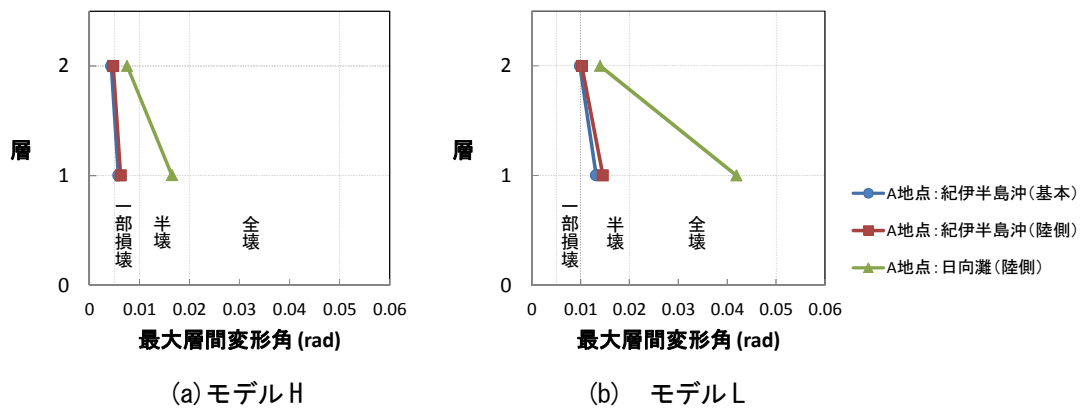 2
1
0
層
一部損壊
半壊
全壊
0 0.01 0.02 0.03 0.04 0.05 0.06
最大層間変形角 (rad)
(a) モデル H
2
1
0
層
一部損壊
半壊
全壊
0 0.01 0.02 0.03 0.04 0.05 0.06
最大層間変形角 (rad)
(b) モデル L
A地点：紀伊半島沖（基本）
A地点：紀伊半島沖（陸側）
A地点：日向灘（陸側）